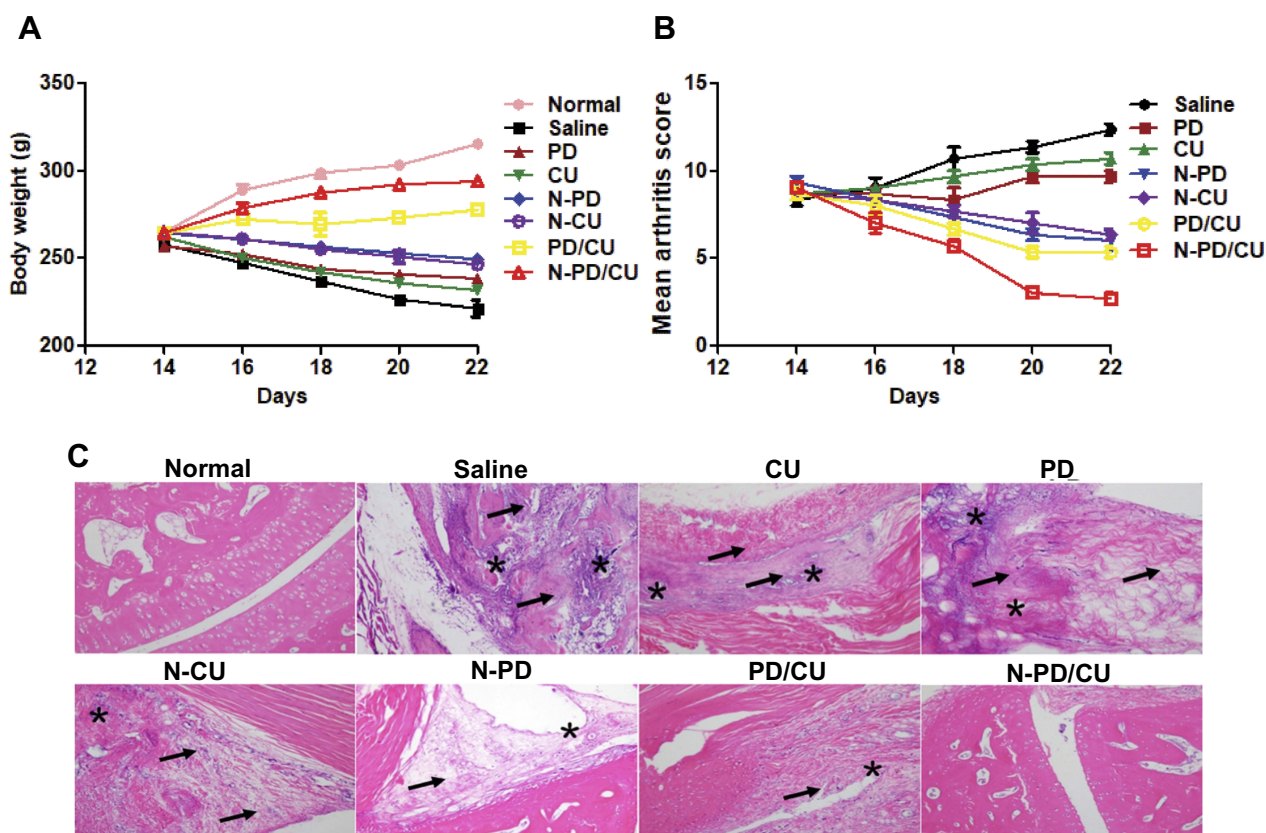 A
Body weight (g)
350
300
250
200
12 14 16 18 20 22
Days
Normal
Saline
PD
CU
N-PD
N-CU
PD/CU
N-PD/CU
B
Mean arthritis score
15
10
5
0
12 14 16 18 20 22
Days
Saline
PD
CU
N-PD
N-CU
PD/CU
N-PD/CU
C
Normal Saline CU PD
* * * * * *
N-CU N-PD PD/CU N-PD/CU
* * *